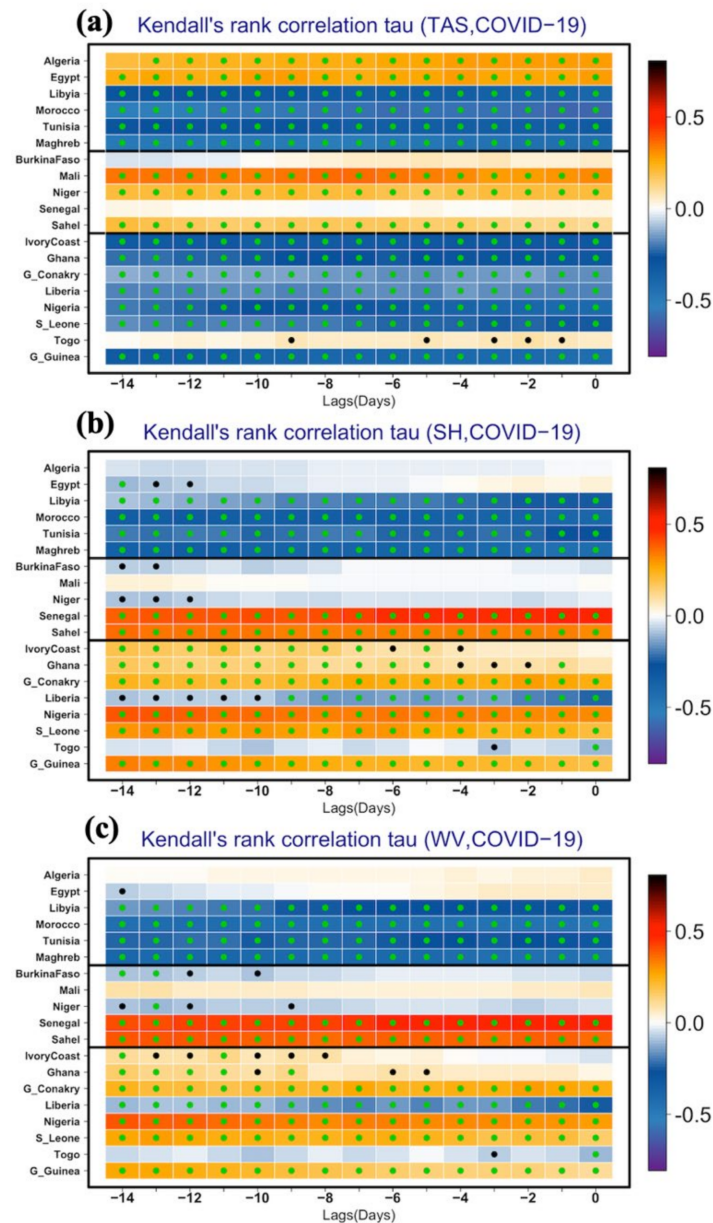 (a)
Kendall's rank correlation tau (TAS,COVID−19)
Algeria
Egypt
Libyia
Morocco
Tunisia
Maghreb
BurkinaFaso
Mali
Niger
Senegal
Sahel
IvoryCoast
Ghana
G_Conakry
Liberia
Nigeria
S_Leone
Togo
G_Guinea
−14 −12 −10 −8 −6 −4 −2 0
Lags(Days)
0.5
0.0
−0.5
(b)
Kendall's rank correlation tau (SH,COVID−19)
Algeria
Egypt
Libyia
Morocco
Tunisia
Maghreb
BurkinaFaso
Mali
Niger
Senegal
Sahel
IvoryCoast
Ghana
G_Conakry
Liberia
Nigeria
S_Leone
Togo
G_Guinea
−14 −12 −10 −8 −6 −4 −2 0
Lags(Days)
0.5
0.0
−0.5
(c)
Kendall's rank correlation tau (WV,COVID−19)
Algeria
Egypt
Libyia
Morocco
Tunisia
Maghreb
BurkinaFaso
Mali
Niger
Senegal
Sahel
IvoryCoast
Ghana
G_Conakry
Liberia
Nigeria
S_Leone
Togo
G_Guinea
−14 −12 −10 −8 −6 −4 −2 0
Lags(Days)
0.5
0.0
−0.5